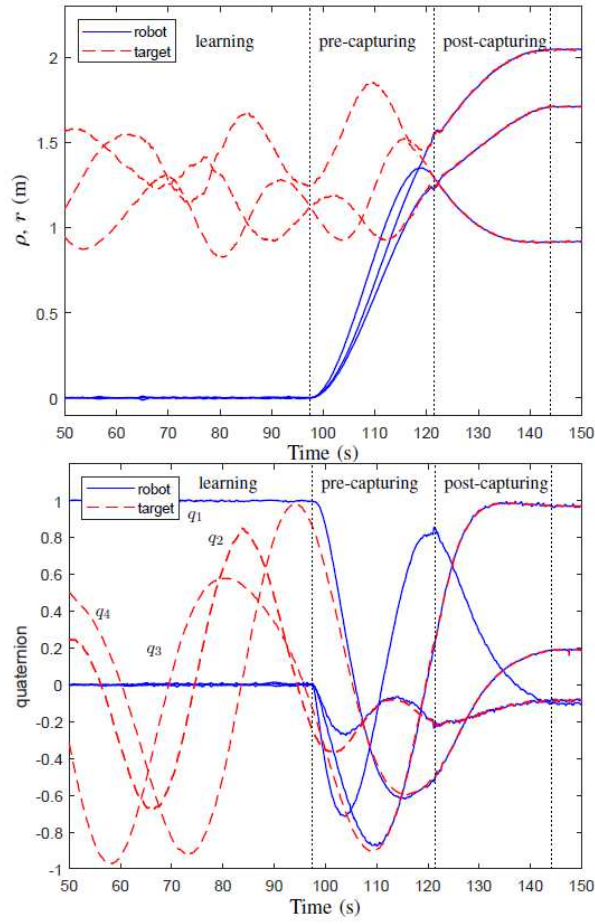 robot
target
learning
pre-capturing
post-capturing
ρ, r (m)
2
1.5
1
0.5
0
50 60 70 80 90 100 110 120 130 140 150
Time (s)
robot
target
learning
pre-capturing
post-capturing
q1
q2
q3
q4
quaternion
1
0.8
0.6
0.4
0.2
0
-0.2
-0.4
-0.6
-0.8
-1
50 60 70 80 90 100 110 120 130 140 150
Time (s)